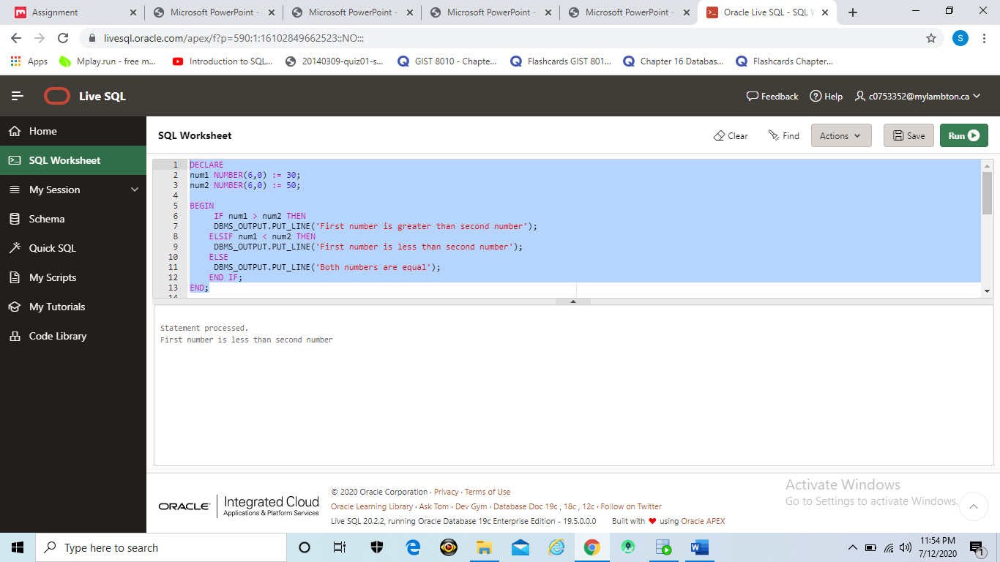 Assignment
Microsoft PowerPoint -
Microsoft PowerPoint -
Microsoft PowerPoint -
Microsoft PowerPoint -
Oracle Live SQL - SQL W
livesql.oracle.com/apex/f?p=590:1:16102849662523::NO:::
S
Apps
Mplay.run - free m...
Introduction to SQL...
20140309-quiz01-s...
GIST 8010 - Chapte...
Flashcards GIST 801...
Chapter 16 Databas...
Flashcards Chapter...
Live SQL
Feedback
Help
c0753352@mylambton.ca
Home
SQL Worksheet
My Session
Schema
Quick SQL
My Scripts
My Tutorials
Code Library
SQL Worksheet
Clear
Find
Actions
Save
Run
1 DECLARE
2 num1 NUMBER(6,0) := 30;
3 num2 NUMBER(6,0) := 50;
4
5 BEGIN
6 IF num1 > num2 THEN
7 DBMS_OUTPUT.PUT_LINE('First number is greater than second number');
8 ELSIF num1 < num2 THEN
9 DBMS_OUTPUT.PUT_LINE('First number is less than second number');
10 ELSE
11 DBMS_OUTPUT.PUT_LINE('Both numbers are equal');
12 END IF;
13 END;
14
Statement processed.
First number is less than second number
ORACLE
Integrated Cloud
Applications & Platform Services
© 2020 Oracle Corporation · Privacy · Terms of Use
Oracle Learning Library · Ask Tom · Dev Gym · Database Doc 19c , 18c , 12c · Follow on Twitter
Live SQL 20.2.2, running Oracle Database 19c Enterprise Edition - 19.5.0.0.0 Built with ♥ using Oracle APEX
Activate Windows
Go to Settings to activate Windows.
Type here to search
11:54 PM
7/12/2020
1